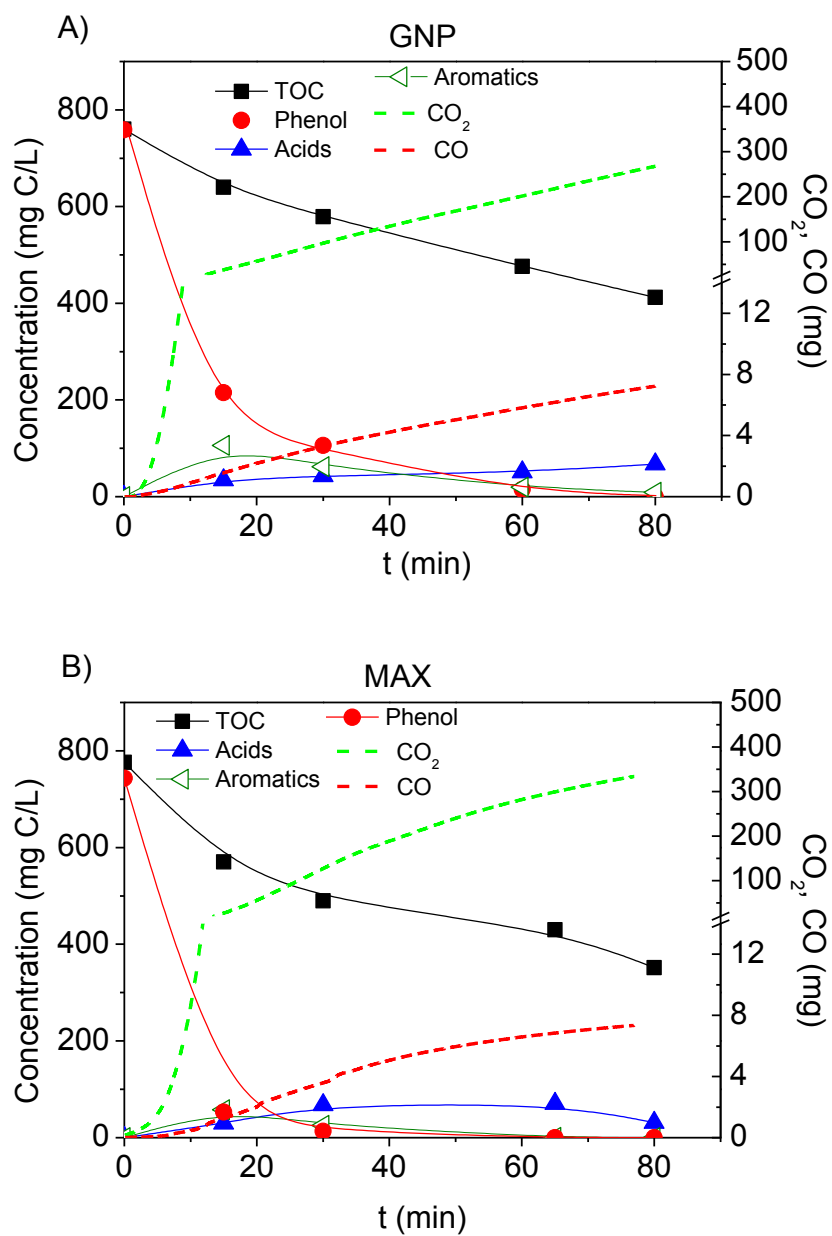 A)
GNP
TOC
Phenol
Acids
Aromatics
CO₂
CO
800
600
400
200
0
Concentration (mg C/L)
500
400
300
200
100
12
8
4
0
CO₂, CO (mg)
0 20 40 60 80
t (min)
B)
MAX
TOC
Acids
Aromatics
Phenol
CO₂
CO
800
600
400
200
0
Concentration (mg C/L)
500
400
300
200
100
12
8
4
0
CO₂, CO (mg)
0 20 40 60 80
t (min)